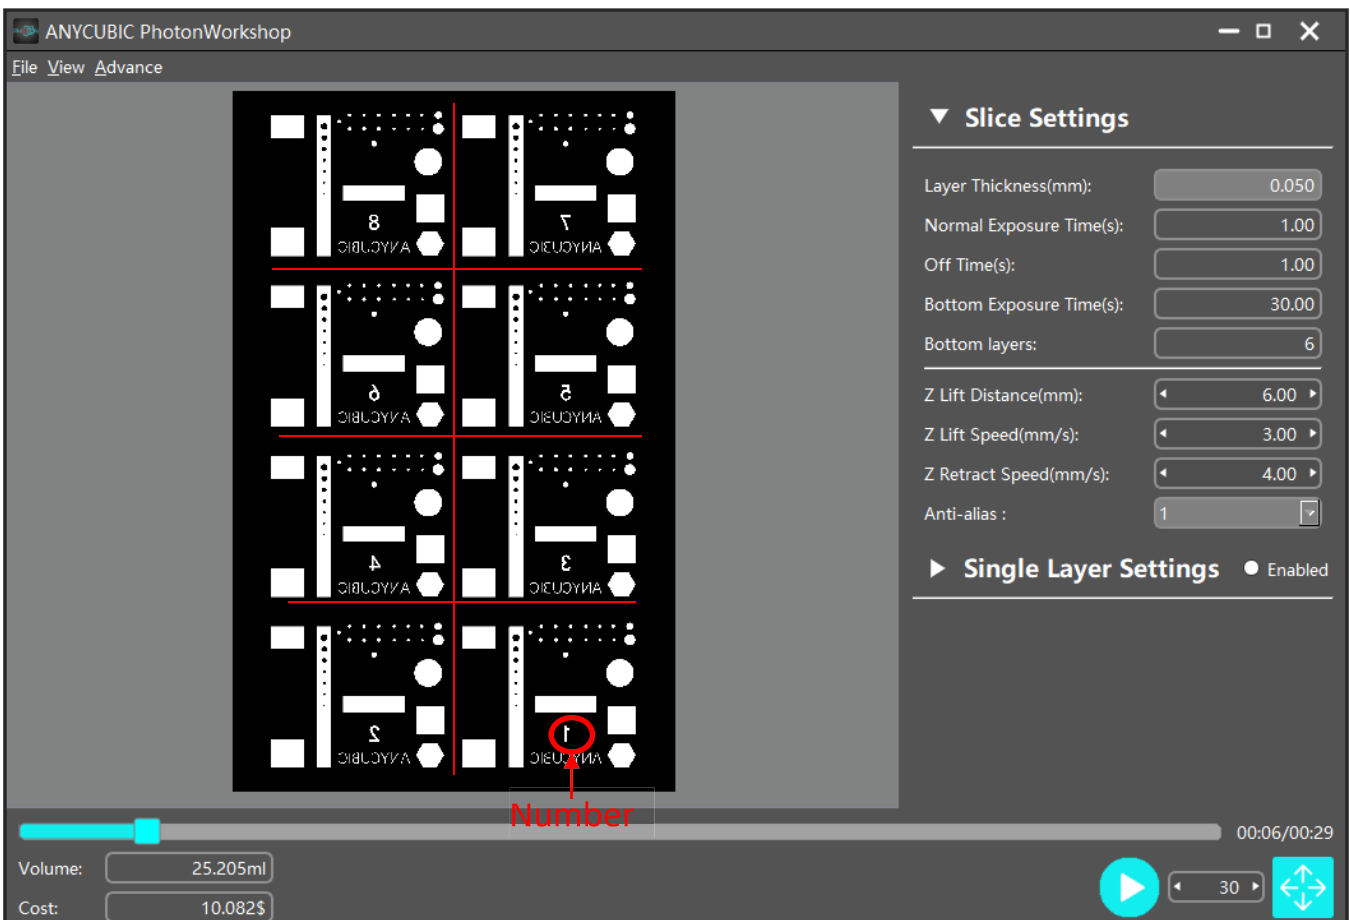 ANYCUBIC PhotonWorkshop
File View Advance
8
ANYCUBIC
7
ANYCUBIC
6
ANYCUBIC
5
ANYCUBIC
4
ANYCUBIC
3
ANYCUBIC
2
ANYCUBIC
1
ANYCUBIC
Number
Slice Settings
Layer Thickness(mm): 0.050
Normal Exposure Time(s): 1.00
Off Time(s): 1.00
Bottom Exposure Time(s): 30.00
Bottom layers: 6
Z Lift Distance(mm): 6.00
Z Lift Speed(mm/s): 3.00
Z Retract Speed(mm/s): 4.00
Anti-alias : 1
Single Layer Settings Enabled
00:06/00:29
Volume: 25.205ml
30
Cost: 10.082$